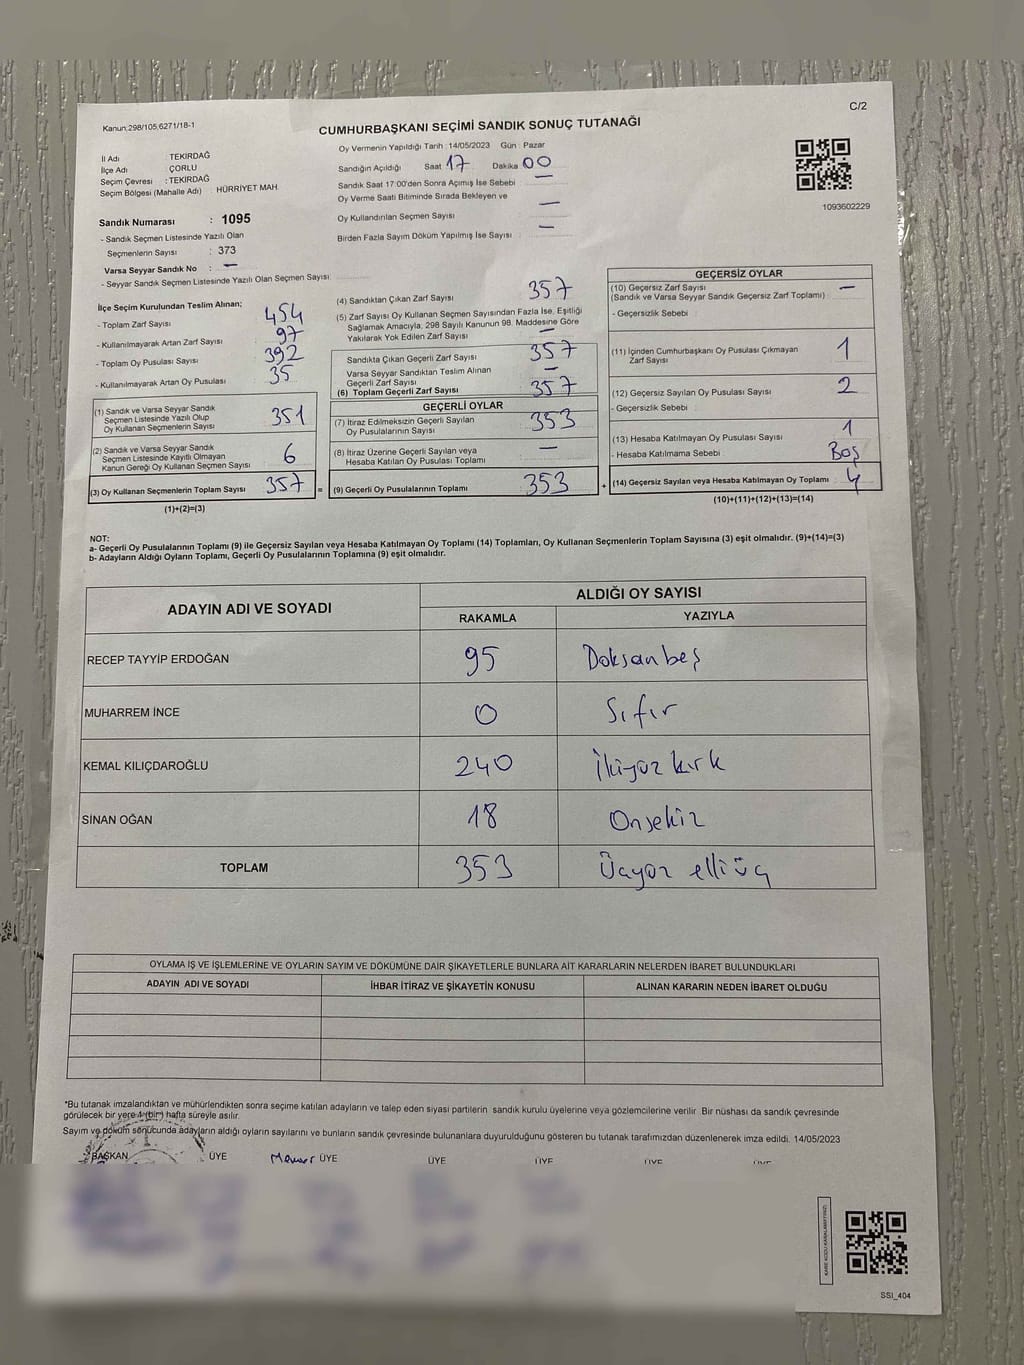 Kanun:298/105,6271/18-1
C/2
CUMHURBAŞKANI SEÇİMİ SANDIK SONUÇ TUTANAĞI
İl Adı TEKİRDAĞ
İlçe Adı ÇORLU
Seçim Çevresi : TEKİRDAĞ
Seçim Bölgesi (Mahalle Adı) : HÜRRİYET MAH.
Sandık Numarası : 1095
- Sandık Seçmen Listesinde Yazılı Olan
Seçmenlerin Sayısı : 373
Varsa Seyyar Sandık No : —
- Seyyar Sandık Seçmen Listesinde Yazılı Olan Seçmen Sayısı:
Oy Vermenin Yapıldığı Tarih : 14/05/2023 Gün : Pazar
Sandığın Açıldığı Saat 17 Dakika 00
Sandık Saat 17:00'den Sonra Açımış İse Sebebi —
Oy Verme Saati Bitiminde Sırada Bekleyen ve
Oy Kullandırılan Seçmen Sayısı —
Birden Fazla Sayım Döküm Yapılmış İse Sayısı —
1093602229
İlçe Seçim Kurulundan Teslim Alınan;
- Toplam Zarf Sayısı 454
- Kullanılmayarak Artan Zarf Sayısı 97
- Toplam Oy Pusulası Sayısı 392
- Kullanılmayarak Artan Oy Pusulası 35
(1) Sandık ve Varsa Seyyar Sandık
Seçmen Listesinde Yazılı Olup
Oy Kullanan Seçmenlerin Sayısı 351
(2) Sandık ve Varsa Seyyar Sandık
Seçmen Listesinde Kayıtlı Olmayan
Kanun Gereği Oy Kullanan Seçmen Sayısı 6
(3) Oy Kullanan Seçmenlerin Toplam Sayısı 357 =
(1)+(2)=(3)
(4) Sandıktan Çıkan Zarf Sayısı 357
(5) Zarf Sayısı Oy Kullanan Seçmen Sayısından Fazla İse, Eşitliği
Sağlamak Amacıyla, 298 Sayılı Kanunun 98. Maddesine Göre
Yakılarak Yok Edilen Zarf Sayısı —
Sandıkta Çıkan Geçerli Zarf Sayısı 357
Varsa Seyyar Sandıktan Teslim Alınan
Geçerli Zarf Sayısı —
(6) Toplam Geçerli Zarf Sayısı 357
GEÇERLİ OYLAR
(7) İtiraz Edilmeksizin Geçerli Sayılan
Oy Pusulalarının Sayısı 353
(8) İtiraz Üzerine Geçerli Sayılan veya
Hesaba Katılan Oy Pusulası Toplamı —
(9) Geçerli Oy Pusulalarının Toplamı 353 +
GEÇERSİZ OYLAR
(10) Geçersiz Zarf Sayısı —
(Sandık ve Varsa Seyyar Sandık Geçersiz Zarf Toplamı)
- Geçersizlik Sebebi
(11) İçinden Cumhurbaşkanı Oy Pusulası Çıkmayan
Zarf Sayısı 1
(12) Geçersiz Sayılan Oy Pusulası Sayısı 2
- Geçersizlik Sebebi
(13) Hesaba Katılmayan Oy Pusulası Sayısı 1
- Hesaba Katılmama Sebebi Boş
(14) Geçersiz Sayılan veya Hesaba Katılmayan Oy Toplamı 4
(10)+(11)+(12)+(13)=(14)
NOT:
a- Geçerli Oy Pusulalarının Toplamı (9) ile Geçersiz Sayılan veya Hesaba Katılmayan Oy Toplamı (14) Toplamları, Oy Kullanan Seçmenlerin Toplam Sayısına (3) eşit olmalıdır. (9)+(14)=(3)
b- Adayların Aldığı Oyların Toplamı, Geçerli Oy Pusulalarının Toplamına (9) eşit olmalıdır.
ADAYIN ADI VE SOYADI ALDIĞI OY SAYISI
RAKAMLA YAZIYLA
RECEP TAYYİP ERDOĞAN 95 Doksanbeş
MUHARREM İNCE 0 Sıfır
KEMAL KILIÇDAROĞLU 240 İkiyüz kırk
SİNAN OĞAN 18 Onsekiz
TOPLAM 353 Üçyüz elliüç
OYLAMA İŞ VE İŞLEMLERİNE VE OYLARIN SAYIM VE DÖKÜMÜNE DAİR ŞİKAYETLERLE BUNLARA AİT KARARLARIN NELERDEN İBARET BULUNDUKLARI
ADAYIN ADI VE SOYADI İHBAR İTİRAZ VE ŞİKAYETİN KONUSU ALINAN KARARIN NEDEN İBARET OLDUĞU
*Bu tutanak imzalandıktan ve mühürlendikten sonra seçime katılan adayların ve talep eden siyasi partilerin sandık kurulu üyelerine veya gözlemcilerine verilir. Bir nüshası da sandık çevresinde
görülecek bir yere 1 (bir) hafta süreyle asılır.
Sayım ve döküm sonucunda adayların aldığı oyların sayılarını ve bunların sandık çevresinde bulunanlara duyurulduğunu gösteren bu tutanak tarafımızdan düzenlenerek imza edildi. 14/05/2023
BAŞKAN ÜYE Memur ÜYE ÜYE ÜYE ÜYE ÜYE
SSI_404